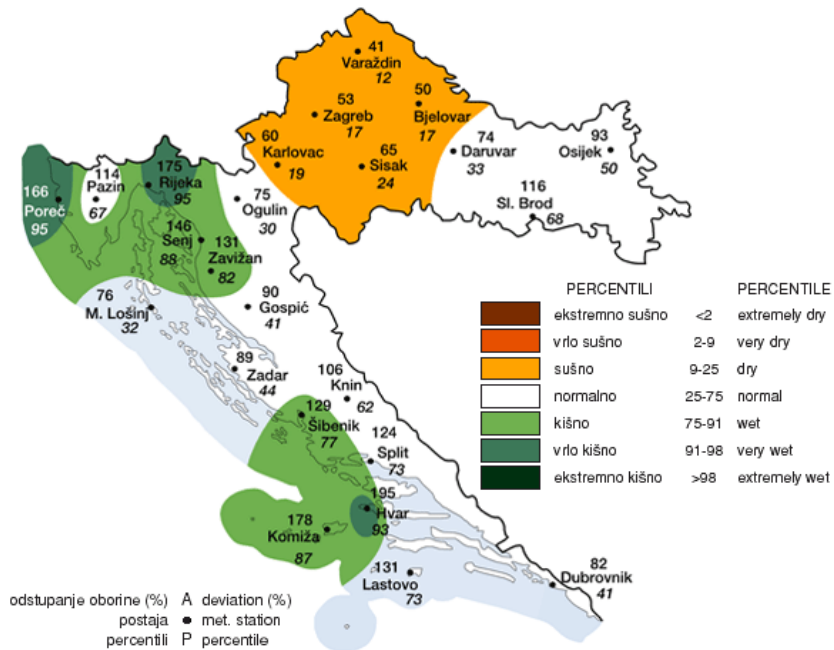 41
Varaždin
12
50
Bjelovar
17
53
Zagreb
17
60
Karlovac
19
65
Sisak
24
74
Daruvar
33
93
Osijek
50
116
Sl. Brod
68
166
Poreč
95
114
Pazin
67
175
Rijeka
95
75
Ogulin
30
146
Senj
88
131
Zavižan
82
76
M. Lošinj
32
90
Gospić
41
89
Zadar
44
106
Knin
62
129
Šibenik
77
124
Split
73
195
Hvar
93
178
Komiža
87
131
Lastovo
73
82
Dubrovnik
41
PERCENTILI PERCENTILE
ekstremno sušno <2 extremely dry
vrlo sušno 2-9 very dry
sušno 9-25 dry
normalno 25-75 normal
kišno 75-91 wet
vrlo kišno 91-98 very wet
ekstremno kišno >98 extremely wet
odstupanje oborine (%) A deviation (%)
postaja met. station
percentili P percentile